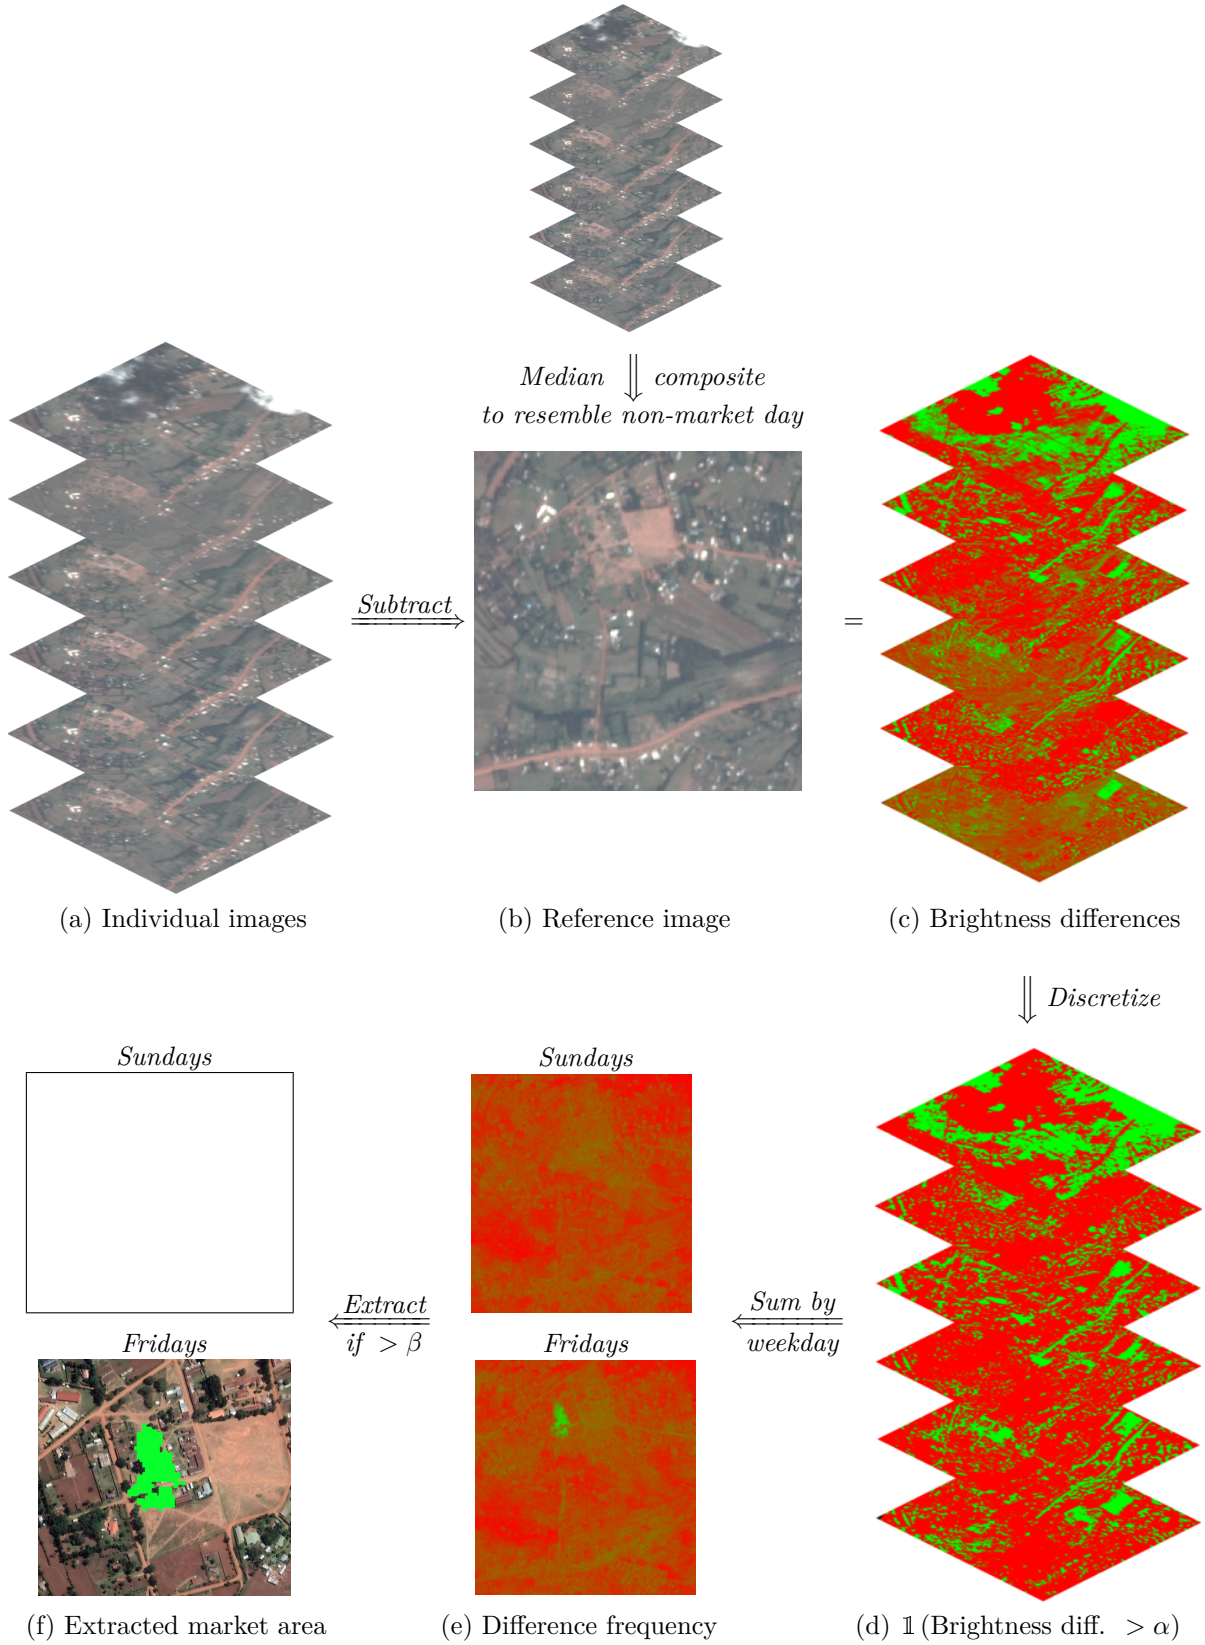 Median ⇓ composite
to resemble non-market day
Subtract
=
(a) Individual images
(b) Reference image
(c) Brightness differences
⇓ Discretize
Sundays
Sundays
Extract
if > β
Sum by
weekday
Fridays
Fridays
(f) Extracted market area
(e) Difference frequency
(d) 𝟙 (Brightness diff. > α)